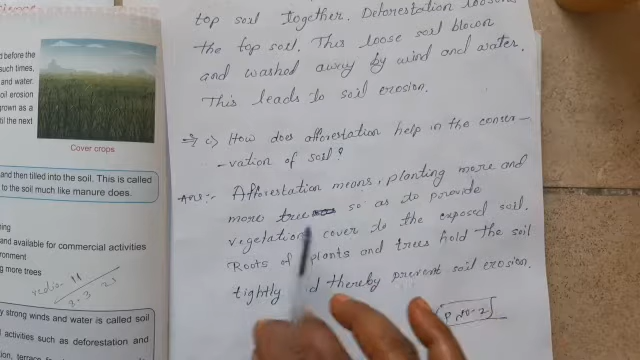 Science
d before the
such times,
and water.
oil erosion
rown as a
til the next
Cover crops
and then tilled into the soil. This is called
to the soil much like manure does.
ng
and available for commercial activities
ronment
g more trees
11
3-3
y strong winds and water is called soil
activities such as deforestation and
top soil together. Deforestation
the top soil. This loose soil blown
and washed away by wind and water.
This leads to soil erosion.
c) How does afforestation help in the conser-
-vation of soil?
Ans:- Afforestation means, planting more and
more tree so as to provide
vegetation cover to the exposed soil.
Roots of plants and trees hold the soil
tightly and thereby prevent soil erosion.